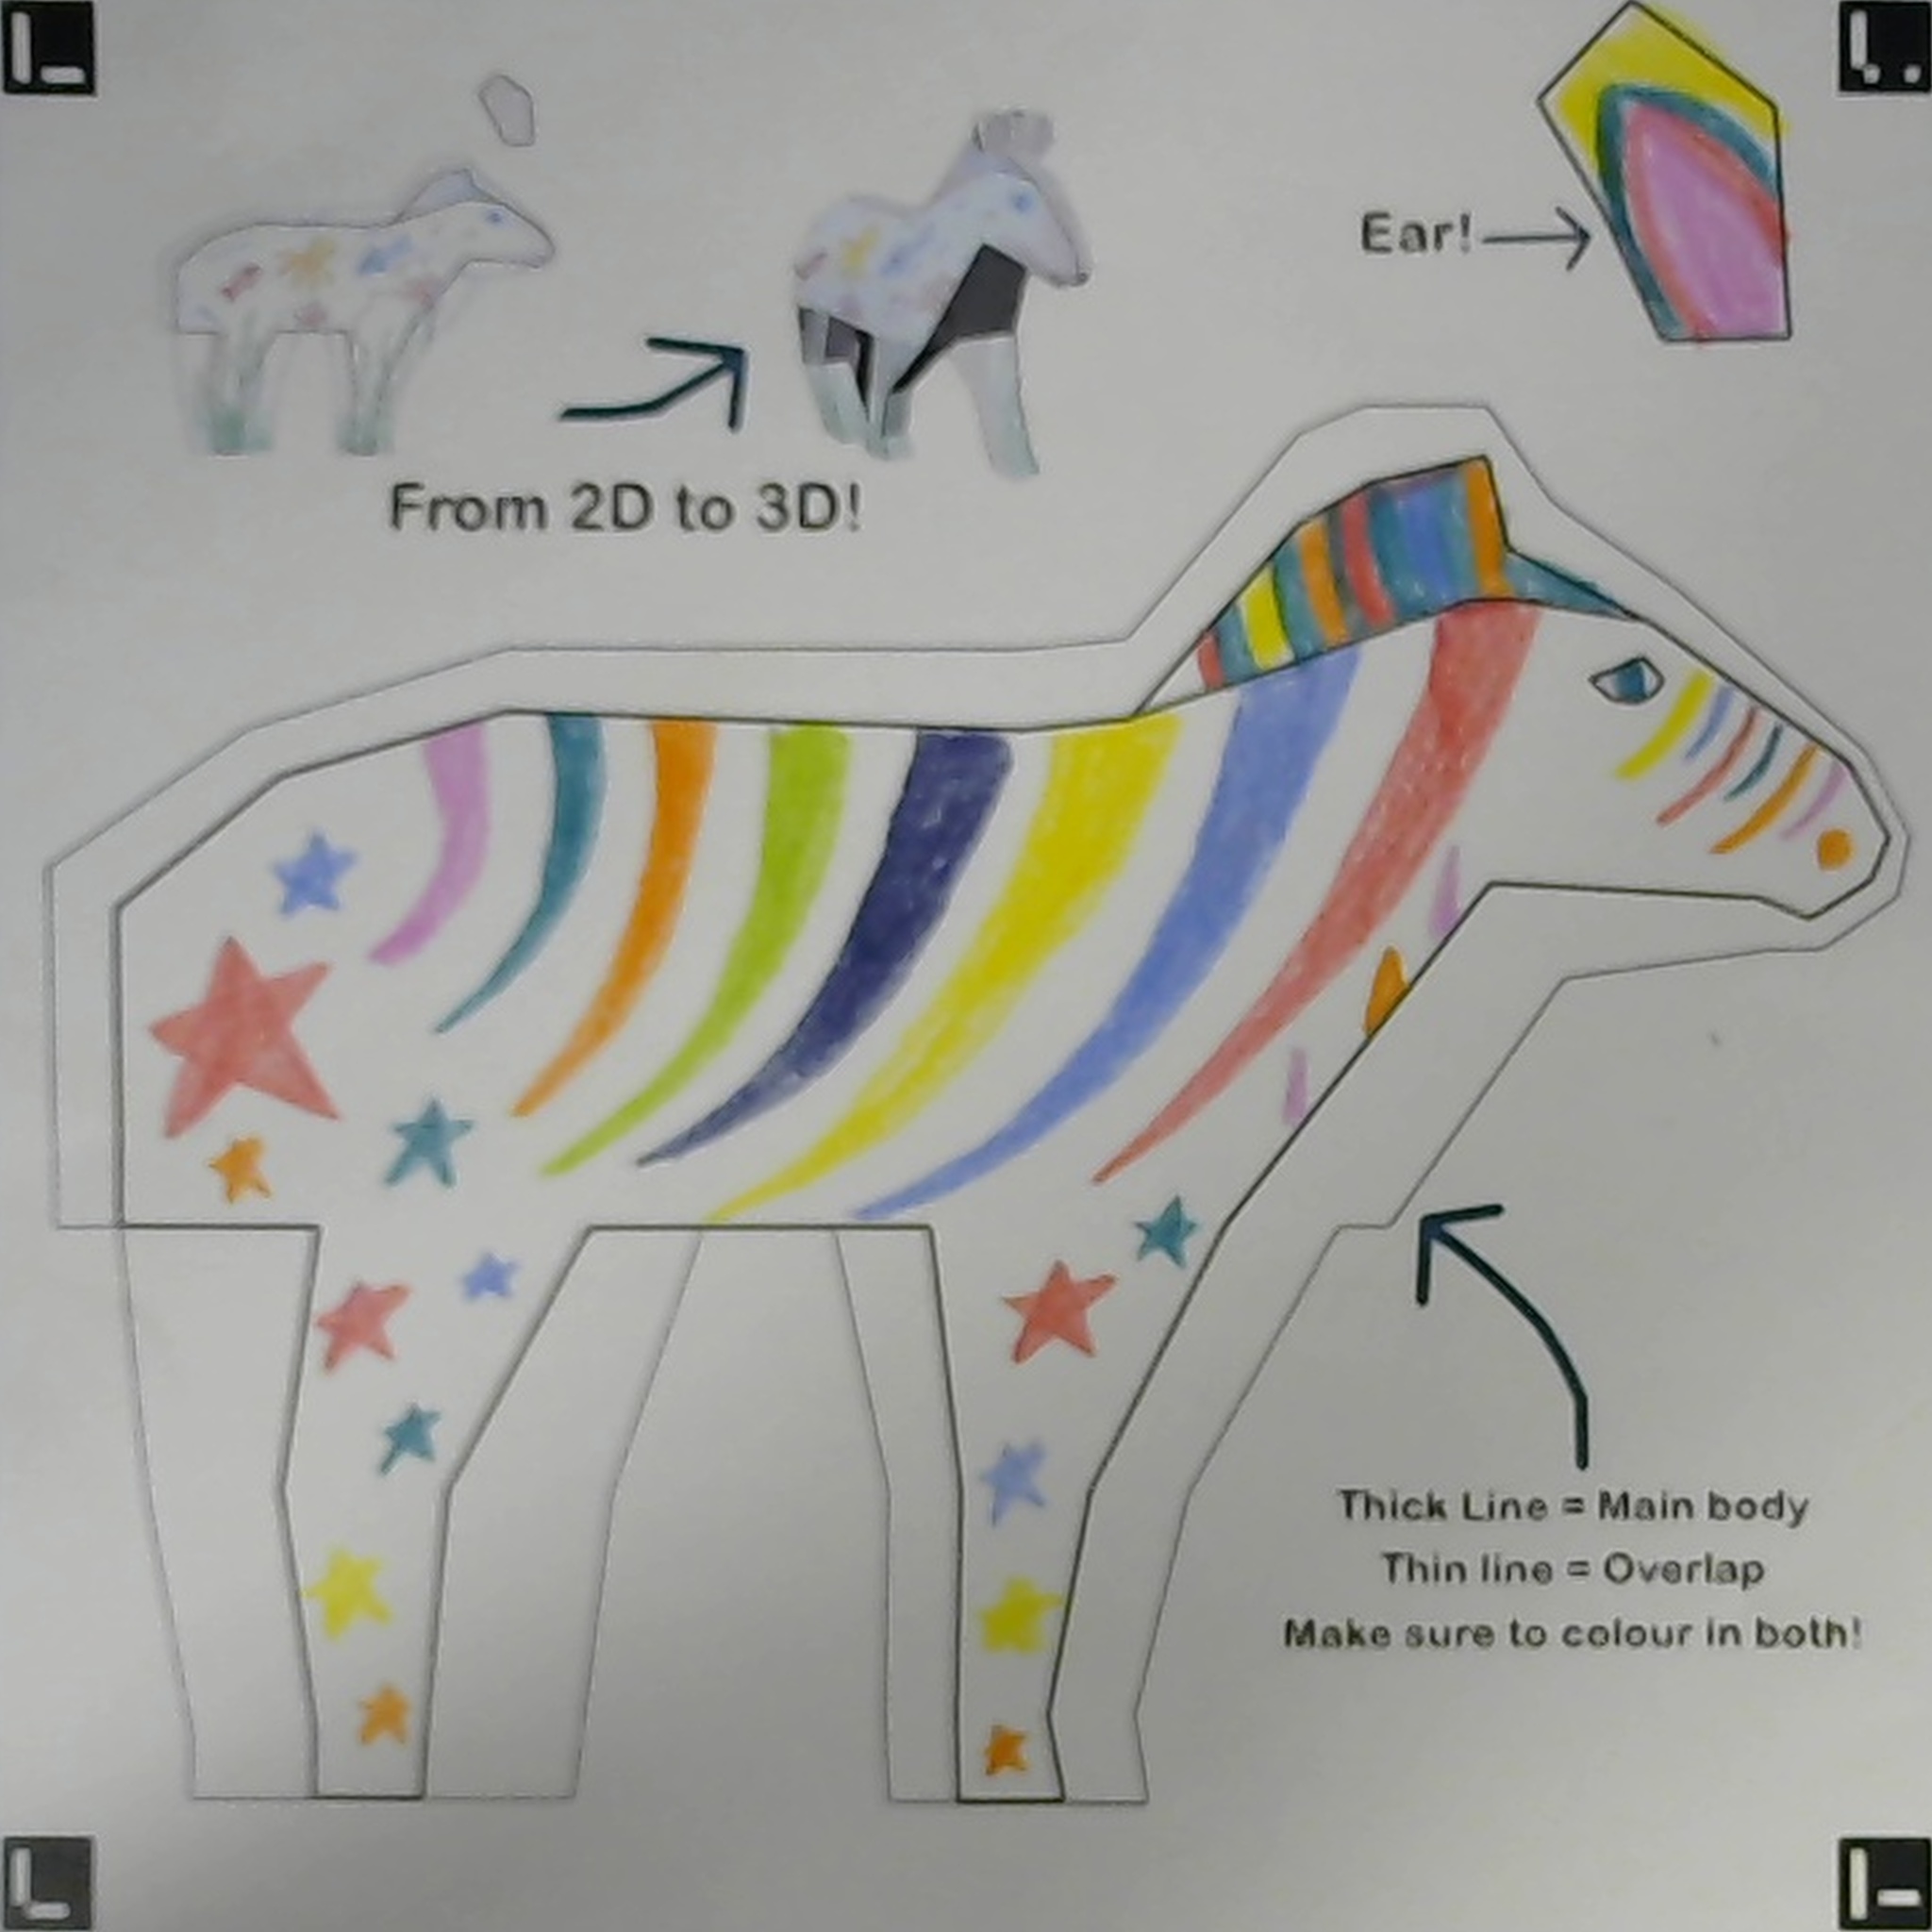 Ear!
From 2D to 3D!
Thick Line = Main body
Thin line = Overlap
Make sure to colour in both!